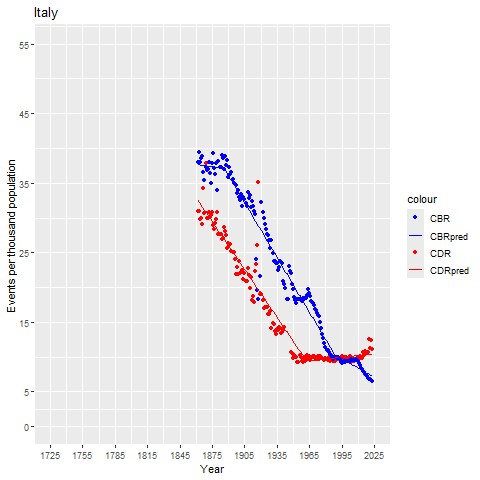 Italy
Events per thousand population
55
45
35
25
15
5
0
1725 1755 1785 1815 1845 1875 1905 1935 1965 1995 2025
Year
colour
CBR
CBRpred
CDR
CDRpred